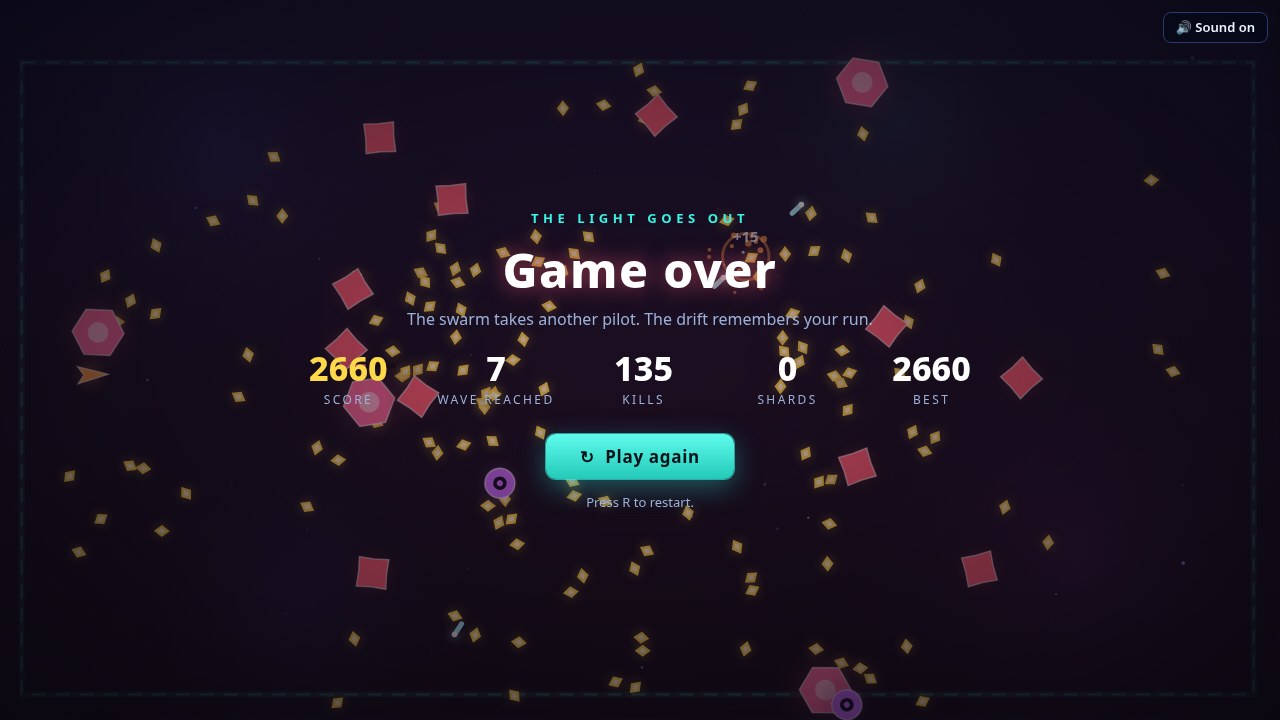 🔊 Sound on
THE LIGHT GOES OUT
+15
Game over
The swarm takes another pilot. The drift remembers your run.
2660 7 135 0 2660
SCORE WAVE REACHED KILLS SHARDS BEST
↻ Play again
Press R to restart.